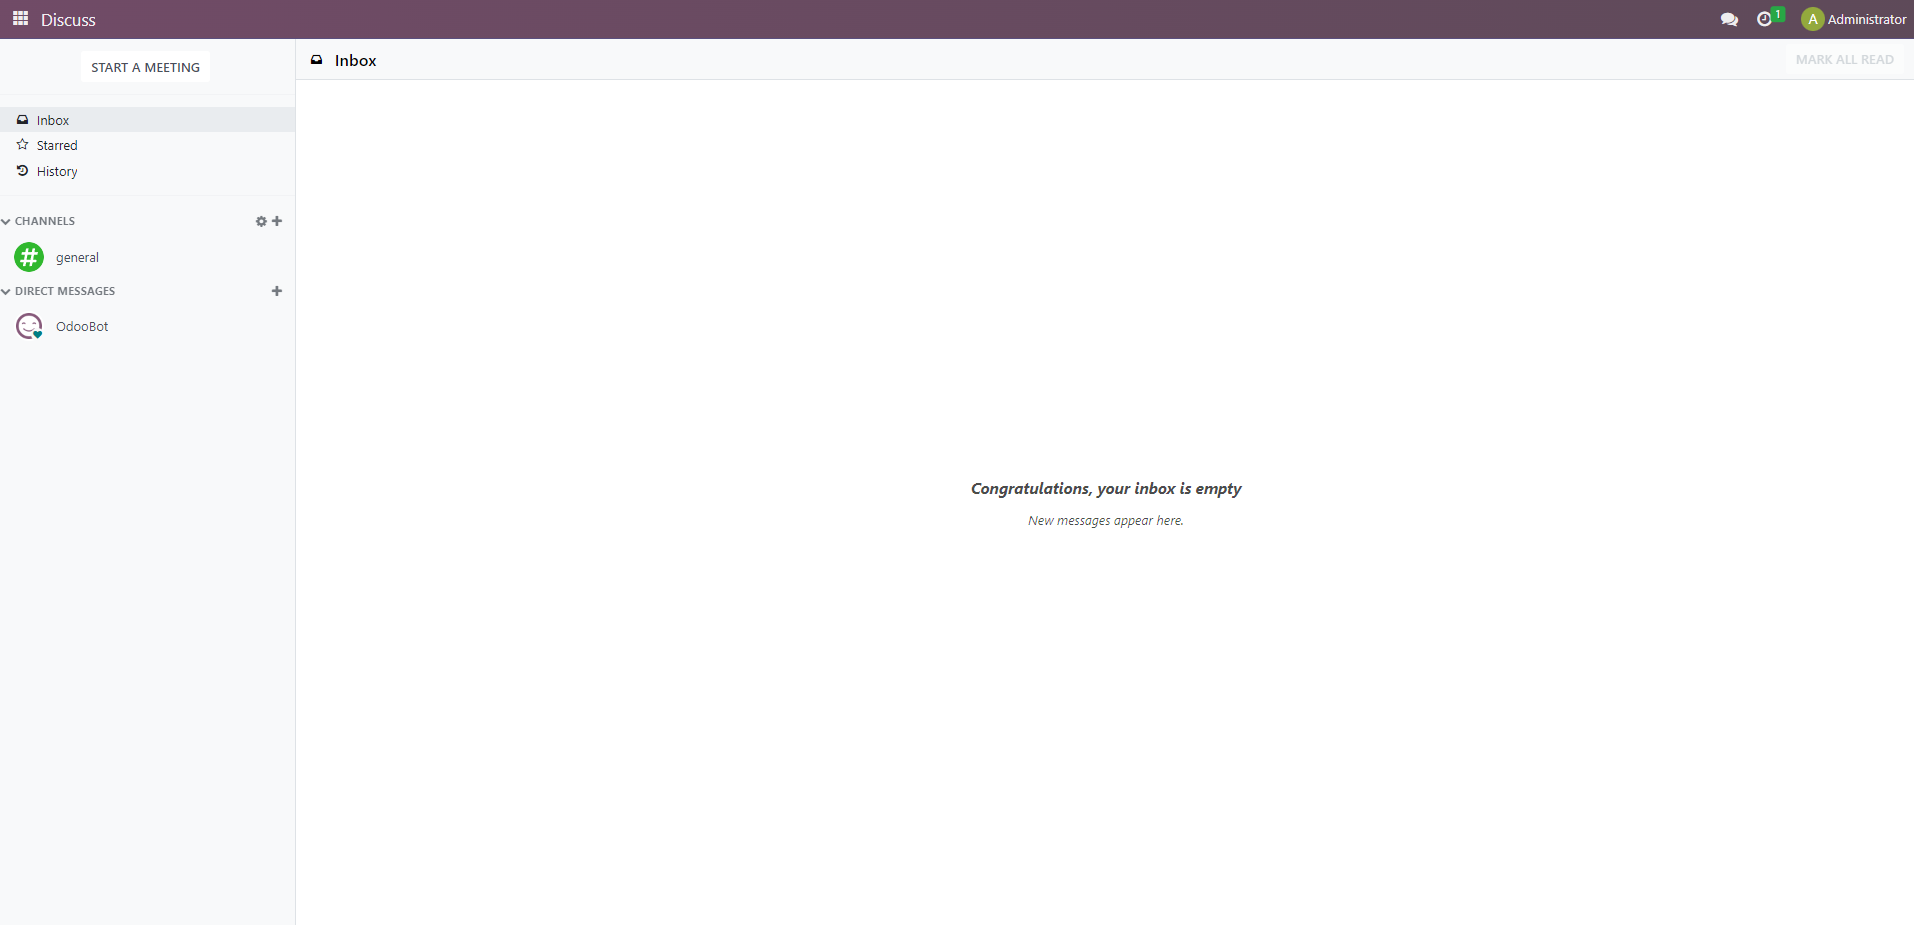 Discuss
1
A Administrator
START A MEETING
Inbox
MARK ALL READ
Inbox
Starred
History
CHANNELS
# general
DIRECT MESSAGES
OdooBot
Congratulations, your inbox is empty
New messages appear here.